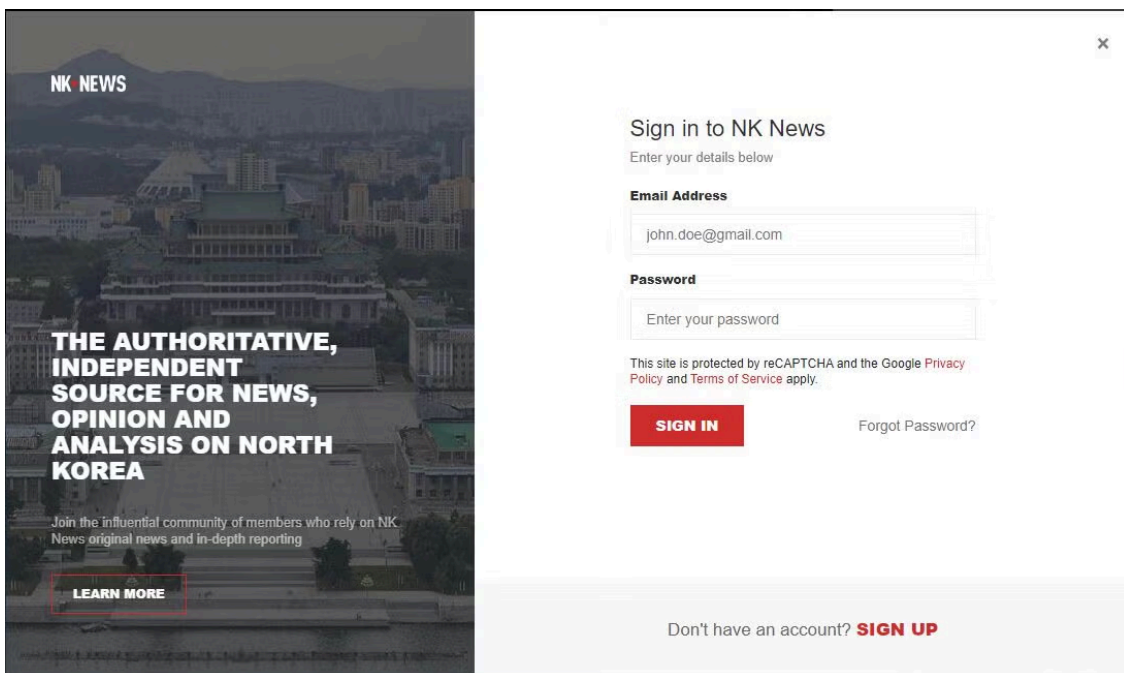 NK NEWS
THE AUTHORITATIVE,
INDEPENDENT
SOURCE FOR NEWS,
OPINION AND
ANALYSIS ON NORTH
KOREA
Join the influential community of members who rely on NK
News original news and in-depth reporting
LEARN MORE
×
Sign in to NK News
Enter your details below
Email Address
john.doe@gmail.com
Password
Enter your password
This site is protected by reCAPTCHA and the Google Privacy
Policy and Terms of Service apply.
SIGN IN
Forgot Password?
Don't have an account? SIGN UP